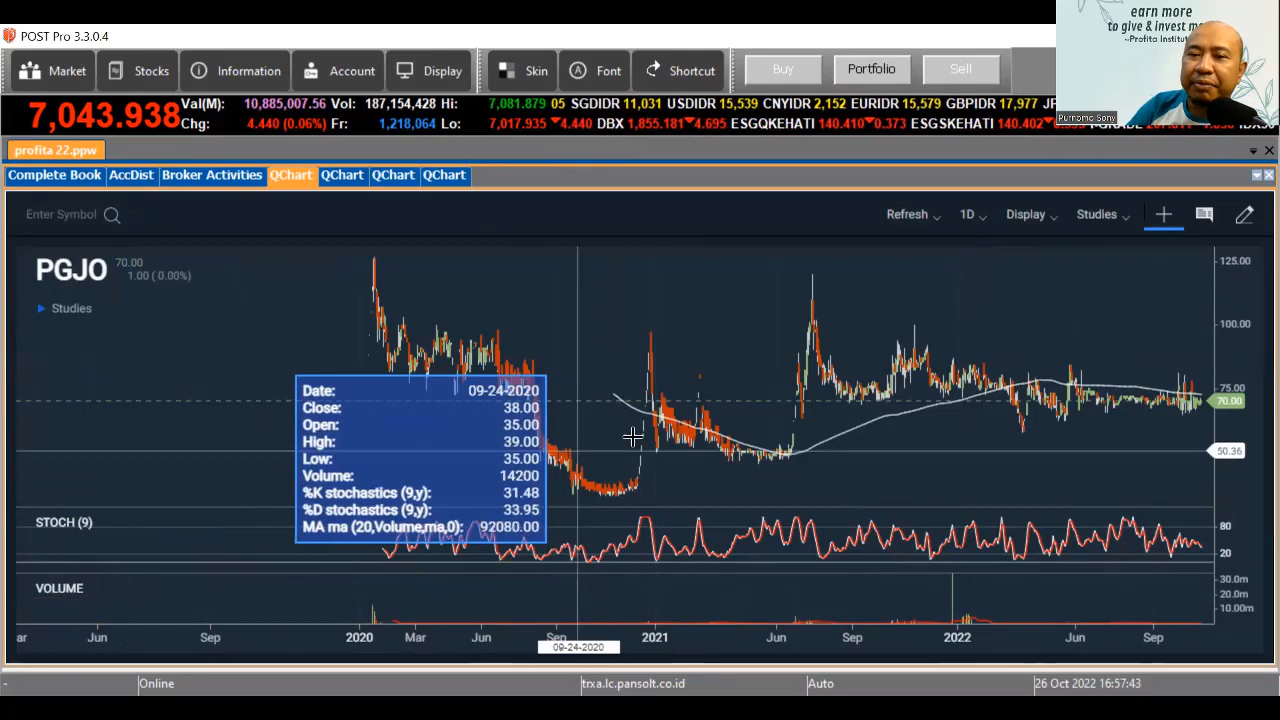 earn more
to give & invest
~Profita Institut
Purnomo Sony
POST Pro 3.3.0.4
Market Stocks Information Account Display Skin Font Shortcut Buy Portfolio Sell
7,043.938 Val(M): 10,885,007.56 Vol: 187,154,428 Hi: 7,081.879 05 SGDIDR 11,031 USDIDR 15,539 CNYIDR 2,152 EURIDR 15,579 GBPIDR 17,977
Chg: 4.440 (0.06%) Fr: 1,218,064 Lo: 7,017.935 4.440 DBX 1,855.181 4.695 ESGQKEHATI 140.410 0.373 ESGSKEHATI 140.402
profita 22.ppw
Complete Book AccDist Broker Activities QChart QChart QChart QChart
Enter Symbol Refresh 1D Display Studies
PGJO 70.00
1.00 (0.00%)
Studies
125.00
100.00
75.00
70.00
50.36
Date: 09-24-2020
Close: 38.00
Open: 35.00
High: 39.00
Low: 35.00
Volume: 14200
%K stochastics (9,y): 31.48
%D stochastics (9,y): 33.95
MA ma (20,Volume,ma,0): 92080.00
STOCH (9)
80
20
VOLUME
30.0m
20.0m
10.00m
ar Jun Sep 2020 Mar Jun Sep 2021 Jun Sep 2022 Jun Sep
09-24-2020
- Online trxa.lc.pansolt.co.id Auto 26 Oct 2022 16:57:43